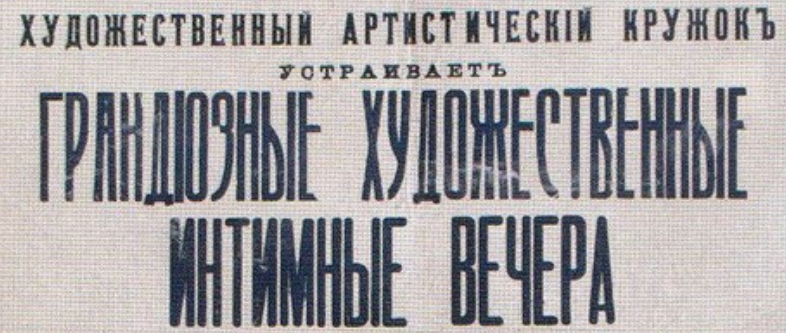 ХУДОЖЕСТВЕННЫЙ АРТИСТИЧЕСКІЙ КРУЖОКЪ
УСТРАИВАЕТЪ
ГРАНДІОЗНЫЕ ХУДОЖЕСТВЕННЫЕ
ИНТИМНЫЕ ВЕЧЕРА